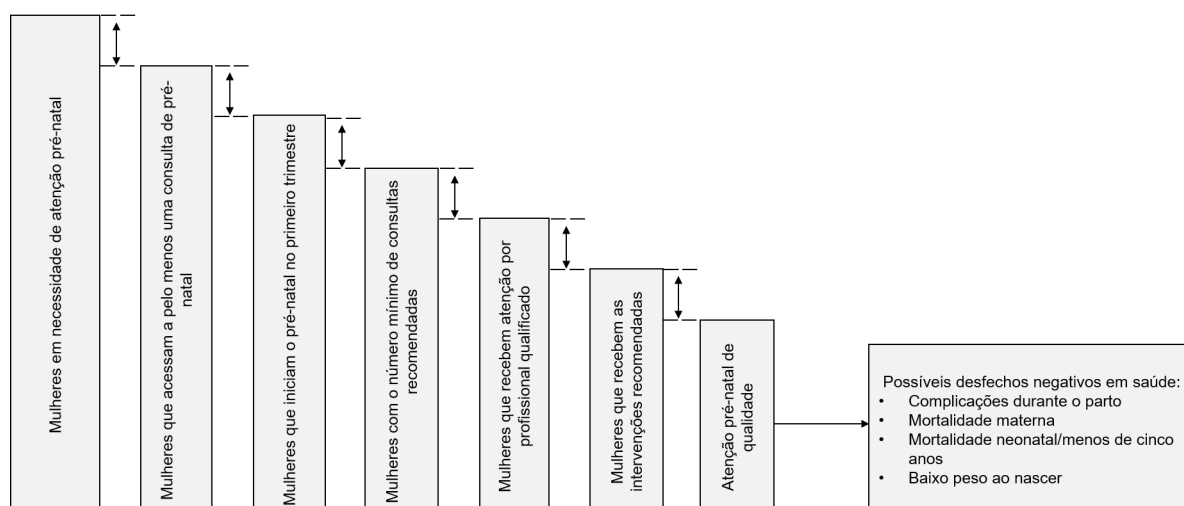 Mulheres em necessidade de atenção pré-natal
Mulheres que acessam a pelo menos uma consulta de pré-
natal
Mulheres que iniciam o pré-natal no primeiro trimestre
Mulheres com o número mínimo de consultas
recomendadas
Mulheres que recebem atenção por
profissional qualificado
Mulheres que recebem as
intervenções recomendadas
Atenção pré-natal de
qualidade
Possíveis desfechos negativos em saúde:
• Complicações durante o parto
• Mortalidade materna
• Mortalidade neonatal/menos de cinco
anos
• Baixo peso ao nascer